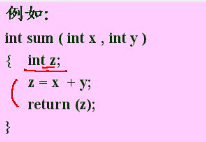 例如:
int sum ( int x , int y )
{ int z;
z = x + y;
return (z);
}